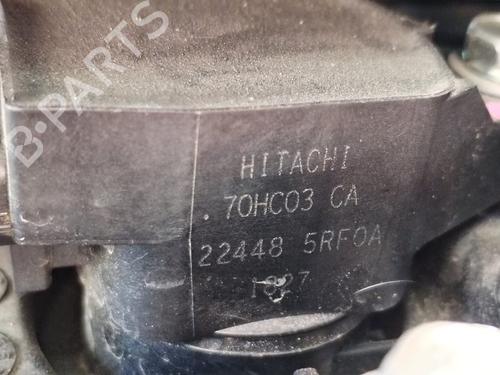 B-PARTS
HITACHI
.70HC03 CA
22448 5RF0A